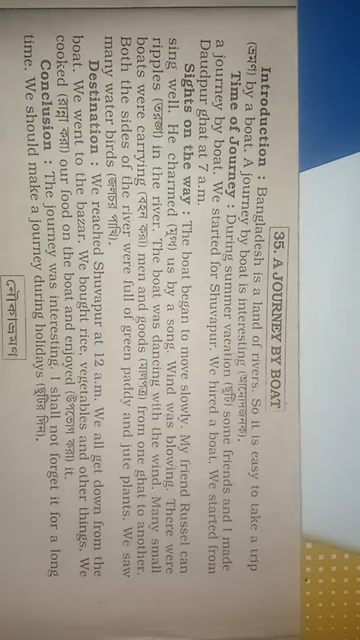 35. A JOURNEY BY BOAT
Introduction : Bangladesh is a land of rivers. So it is easy to take a trip
(ভ্রমণ) by a boat. A journey by boat is interesting (আমোদজনক).
Time of Journey : During summer vacation (ছুটি) some friends and I made
a journey by boat. We started for Shuvapur. We hired a boat. We started from
Daudpur ghat at 7 a.m.
Sights on the way : The boat began to move slowly. My friend Russel can
sing well. He charmed (মুগ্ধ) us by a song. Wind was blowing. There were
ripples (তরঙ্গ) in the river. The boat was dancing with the wind. Many small
boats were carrying (বহন করা) men and goods (মালপত্র) from one ghat to another.
Both the sides of the river were full of green paddy and jute plants. We saw
many water birds (জলচর পাখি).
Destination : We reached Shuvapur at 12 a.m. We all get down from the
boat. We went to the bazar. We bought rice, vegetables and other things. We
cooked (রান্না করা) our food on the boat and enjoyed (উপভোগ করা) it.
Conclusion : The journey was interesting. I shall not forget it for a long
time. We should make a journey during holidays (ছুটির দিন).
নৌকাভ্রমণ